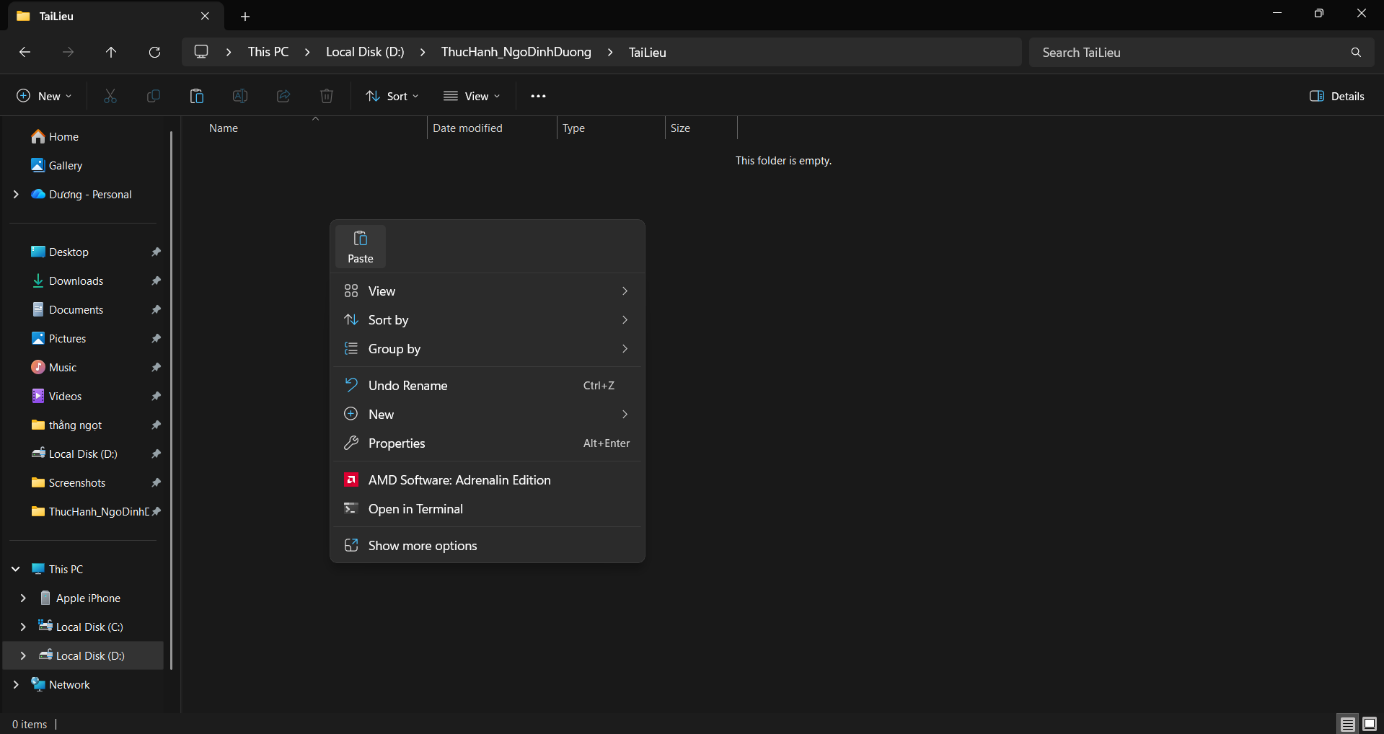 TaiLieu
This PC > Local Disk (D:) > ThucHanh_NgoDinhDuong > TaiLieu
Search TaiLieu
New
Sort
View
Details
Name
Date modified
Type
Size
This folder is empty.
Home
Gallery
Dương - Personal
Desktop
Downloads
Documents
Pictures
Music
Videos
thằng ngot
Local Disk (D:)
Screenshots
ThucHanh_NgoDinhD
This PC
Apple iPhone
Local Disk (C:)
Local Disk (D:)
Network
Paste
View
Sort by
Group by
Undo Rename Ctrl+Z
New
Properties Alt+Enter
AMD Software: Adrenalin Edition
Open in Terminal
Show more options
0 items